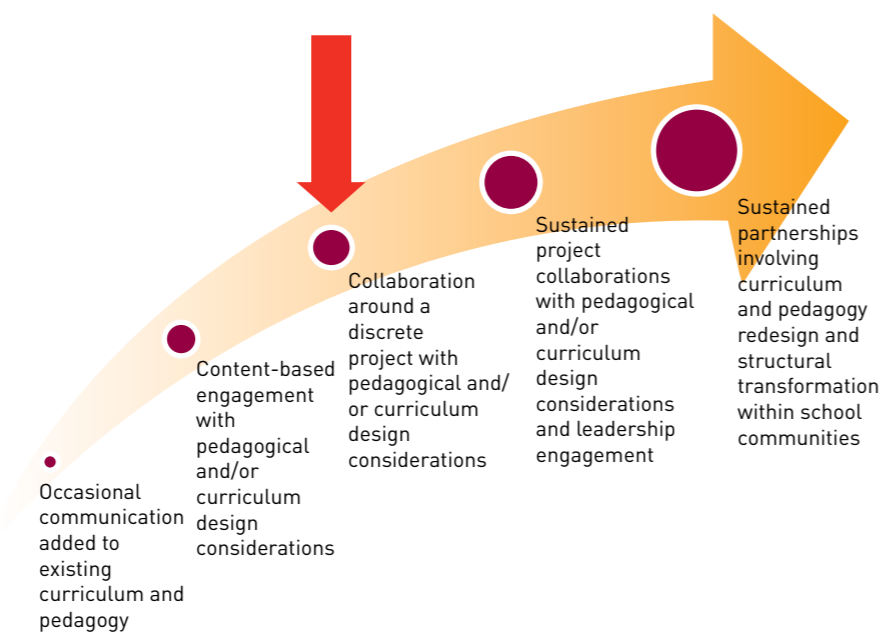 Occasional
communication
added to
existing
curriculum and
pedagogy
Content-based
engagement
with
pedagogical
and/or
curriculum
design
considerations
Collaboration
around a
discrete
project with
pedagogical and/
or curriculum
design
considerations
Sustained
project
collaborations
with pedagogical
and/or
curriculum
design
considerations
and leadership
engagement
Sustained
partnerships
involving
curriculum
and pedagogy
redesign and
structural
transformation
within school
communities